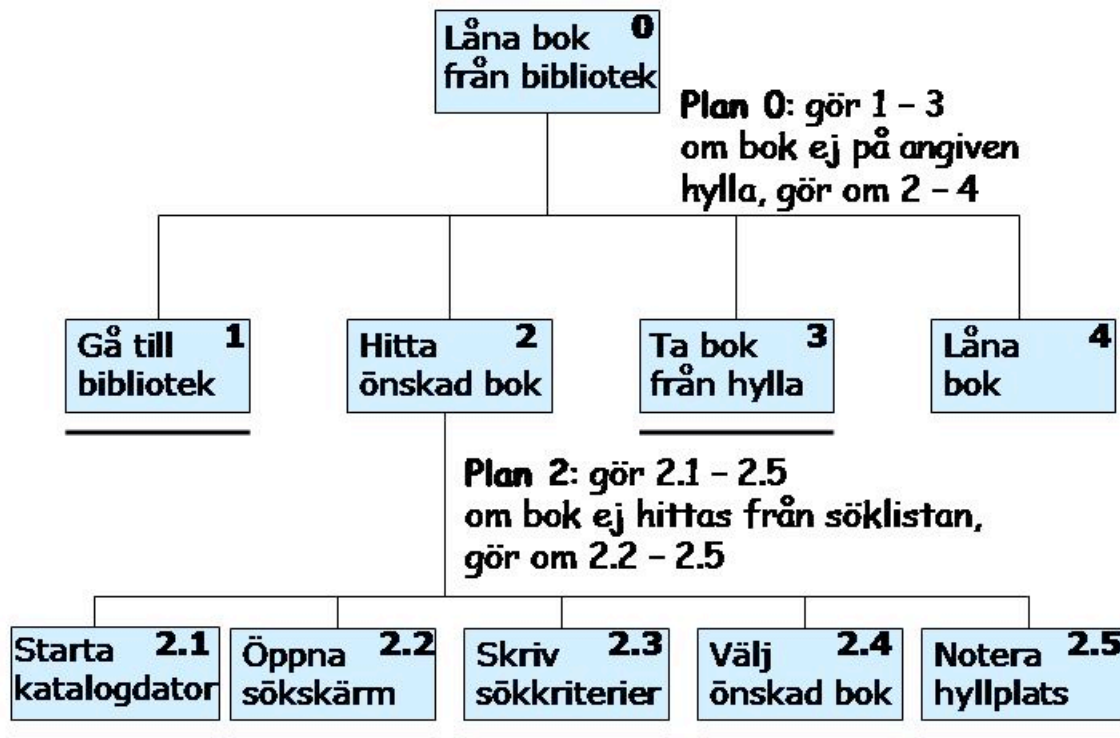 Låna bok 0
från bibliotek
Plan 0: gör 1 – 3
om bok ej på angiven
hylla, gör om 2 – 4
Gå till 1
bibliotek
Hitta 2
önskad bok
Ta bok 3
från hylla
Låna 4
bok
Plan 2: gör 2.1 – 2.5
om bok ej hittas från söklistan,
gör om 2.2 – 2.5
Starta 2.1
katalogdator
Öppna 2.2
sökskärm
Skriv 2.3
sökkriterier
Välj 2.4
önskad bok
Notera 2.5
hyllplats